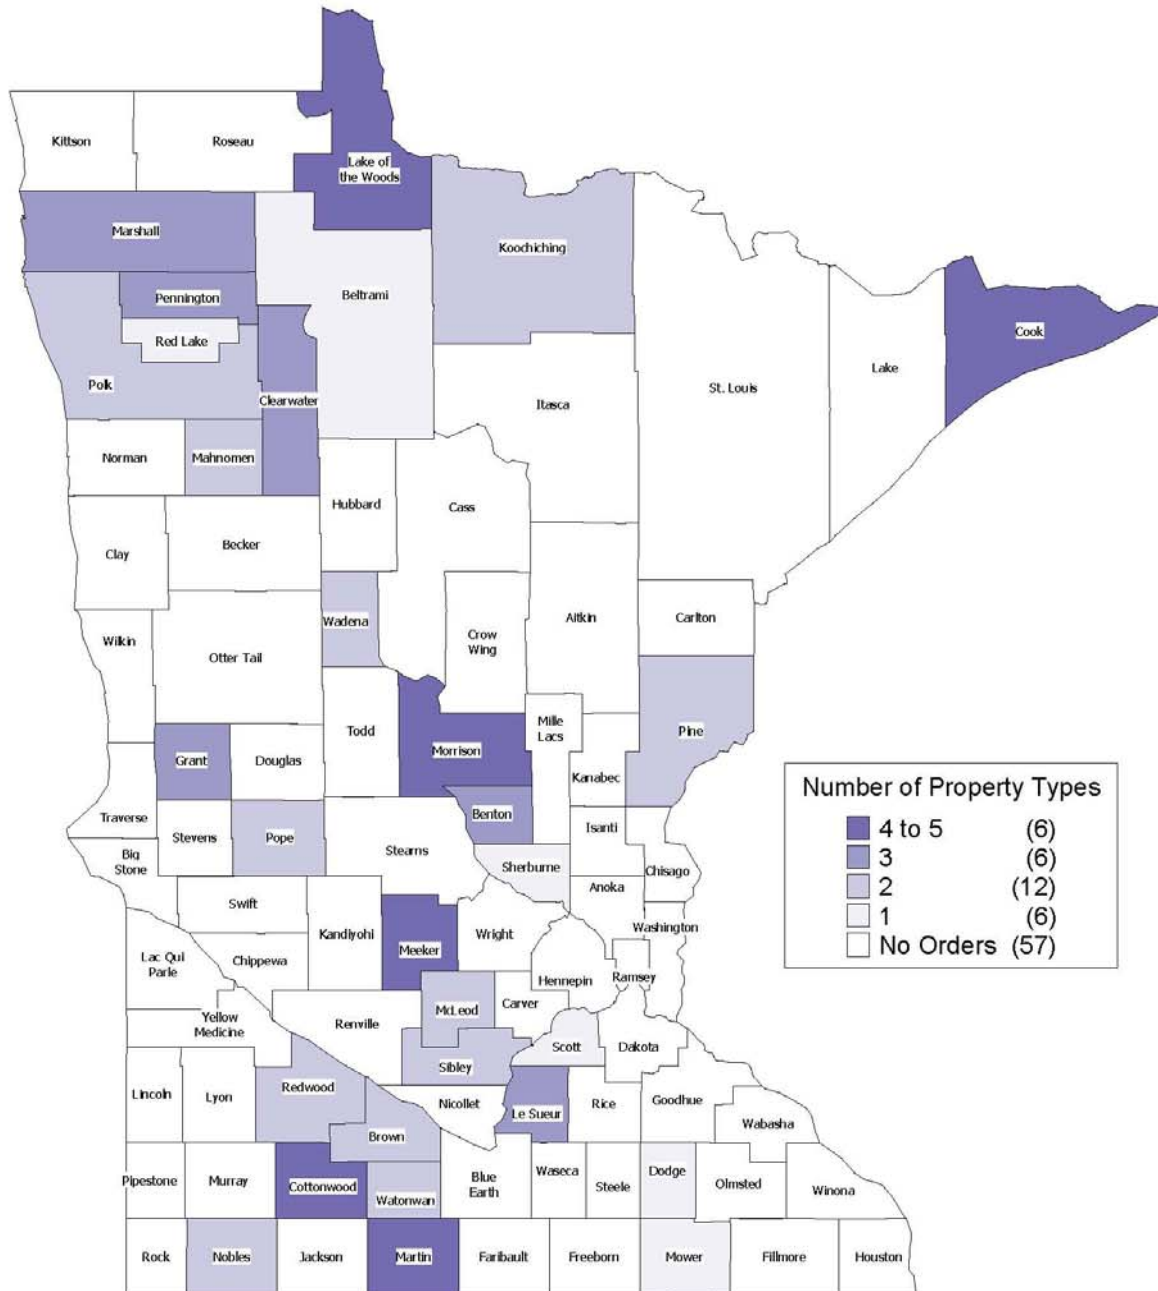 Kittson
Roseau
Lake of
the Woods
Marshall
Koochiching
Pennington
Beltrami
Red Lake
Cook
Polk
Clearwater
St. Louis
Lake
Itasca
Norman
Mahnomen
Hubbard
Cass
Clay
Becker
Wadena
Aitkin
Carlton
Wilkin
Crow
Wing
Otter Tail
Todd
Mille
Lacs
Pine
Morrison
Grant
Douglas
Kanabec
Traverse
Stevens
Pope
Benton
Isanti
Number of Property Types
4 to 5 (6)
3 (6)
2 (12)
1 (6)
No Orders (57)
Big
Stone
Stearns
Sherburne
Chisago
Anoka
Swift
Kandiyohi
Meeker
Wright
Washington
Lac Qui
Parle
Chippewa
Hennepin
Ramsey
McLeod
Carver
Yellow
Medicine
Renville
Scott
Dakota
Sibley
Lincoln
Lyon
Redwood
Nicollet
Le Sueur
Rice
Goodhue
Wabasha
Brown
Pipestone
Murray
Cottonwood
Watonwan
Blue
Earth
Waseca
Steele
Dodge
Olmsted
Winona
Rock
Nobles
Jackson
Martin
Faribault
Freeborn
Mower
Fillmore
Houston